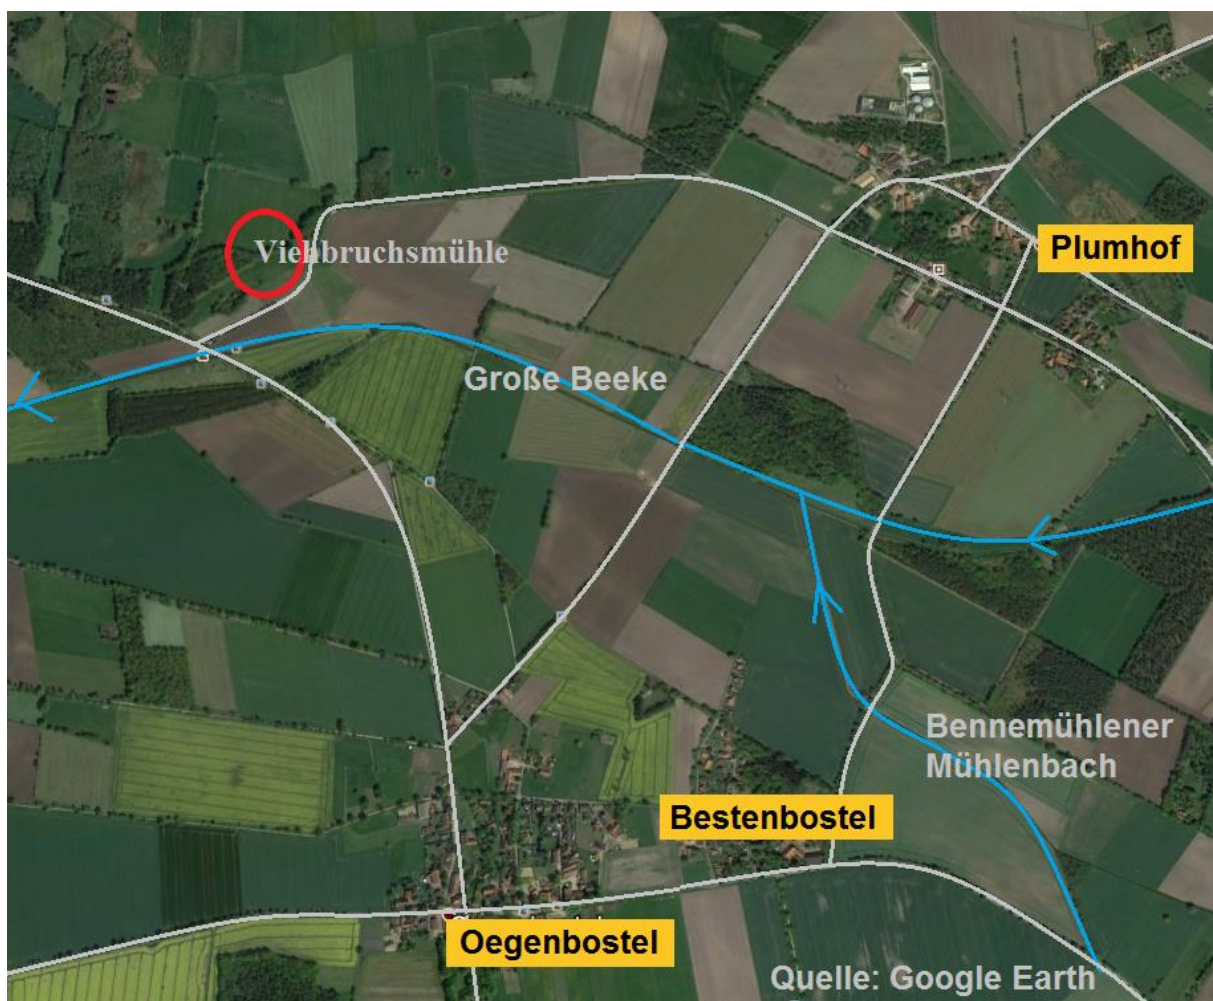 Plumhof
Viehbruchsmühle
Große Beeke
Bennemühlener
Mühlenbach
Bestenbostel
Oegenbostel
Quelle: Google Earth